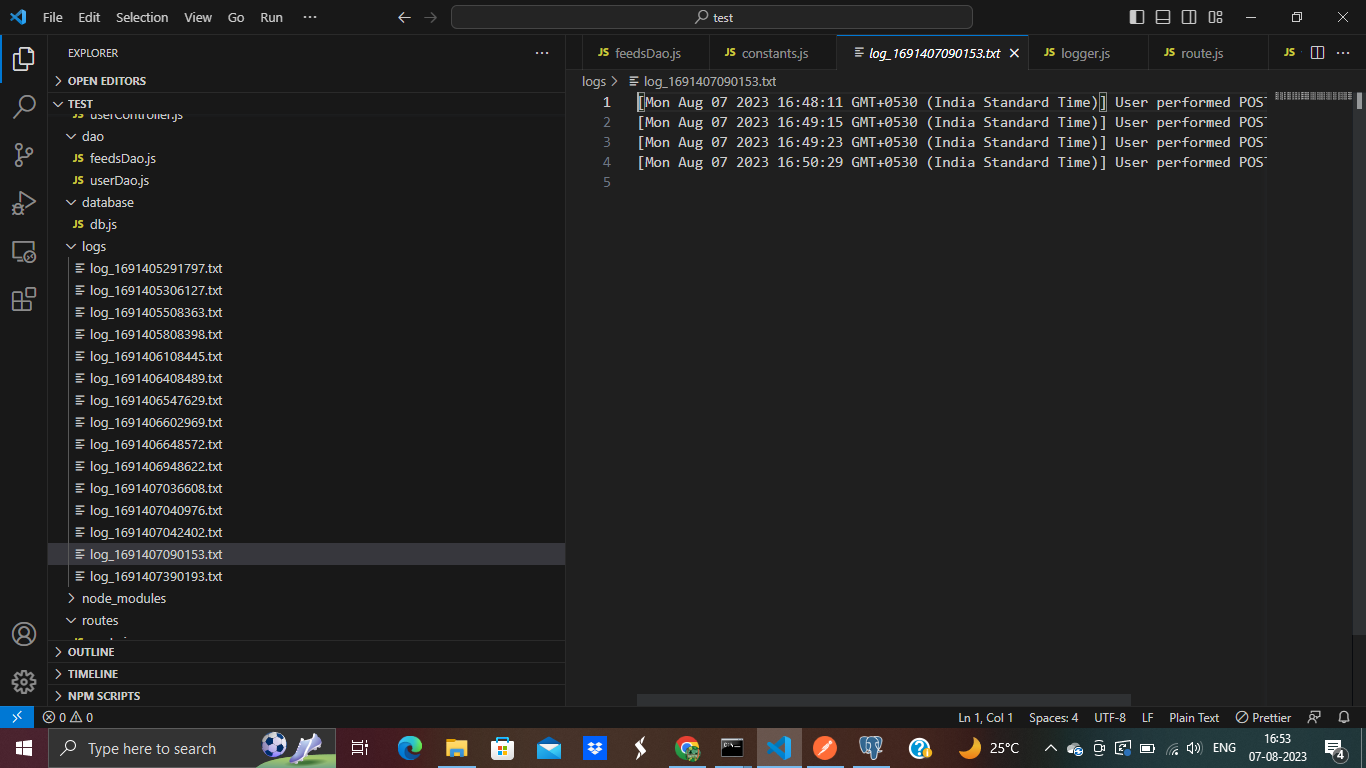 File Edit Selection View Go Run ···
test
EXPLORER
OPEN EDITORS
TEST
userController.js
dao
JS feedsDao.js
JS userDao.js
database
JS db.js
logs
log_1691405291797.txt
log_1691405306127.txt
log_1691405508363.txt
log_1691405808398.txt
log_1691406108445.txt
log_1691406408489.txt
log_1691406547629.txt
log_1691406602969.txt
log_1691406648572.txt
log_1691406948622.txt
log_1691407036608.txt
log_1691407040976.txt
log_1691407042402.txt
log_1691407090153.txt
log_1691407390193.txt
node_modules
routes
OUTLINE
TIMELINE
NPM SCRIPTS
JS feedsDao.js JS constants.js log_1691407090153.txt JS logger.js JS route.js JS
logs > log_1691407090153.txt
1 [Mon Aug 07 2023 16:48:11 GMT+0530 (India Standard Time)] User performed POST
2 [Mon Aug 07 2023 16:49:15 GMT+0530 (India Standard Time)] User performed POST
3 [Mon Aug 07 2023 16:49:23 GMT+0530 (India Standard Time)] User performed POST
4 [Mon Aug 07 2023 16:50:29 GMT+0530 (India Standard Time)] User performed POST
5
0 0 Ln 1, Col 1 Spaces: 4 UTF-8 LF Plain Text Prettier
Type here to search
25°C ENG 16:53
07-08-2023
4